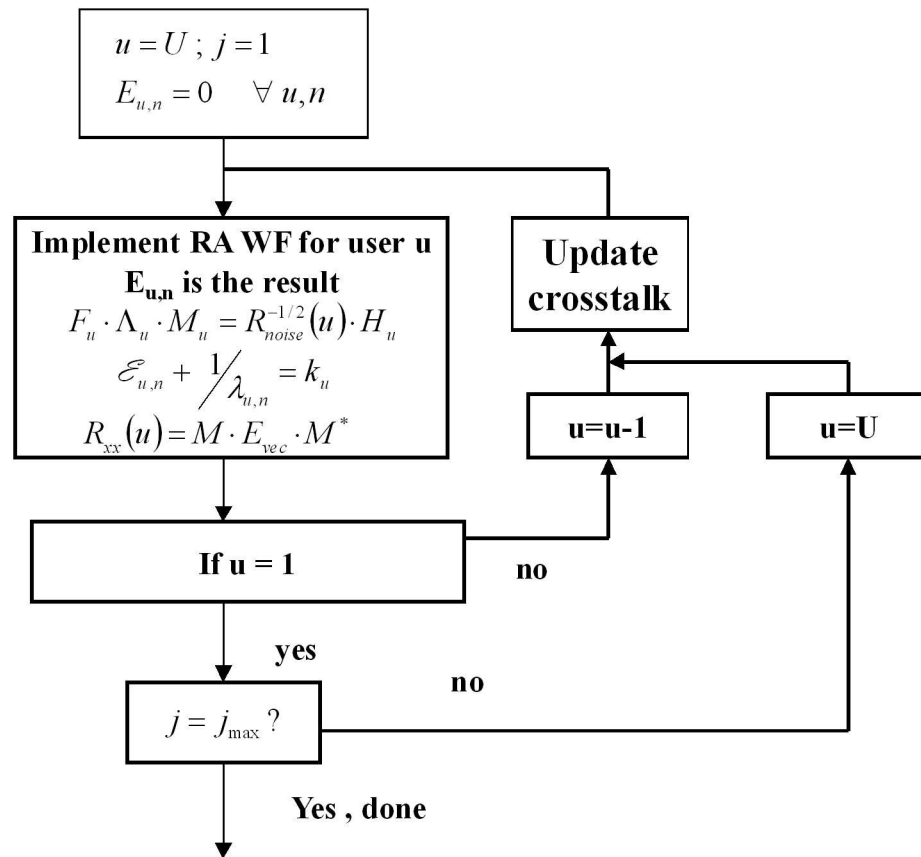 u = U ; j = 1
E_{u,n} = 0 ∀ u,n
Implement RA WF for user u
E_{u,n} is the result
F_u · Λ_u · M_u = R_{noise}^{-1/2}(u) · H_u
ℰ_{u,n} + 1/λ_{u,n} = k_u
R_{xx}(u) = M · E_{vec} · M^*
Update
crosstalk
u=u-1
u=U
If u = 1
no
yes
no
j = j_{max} ?
Yes , done